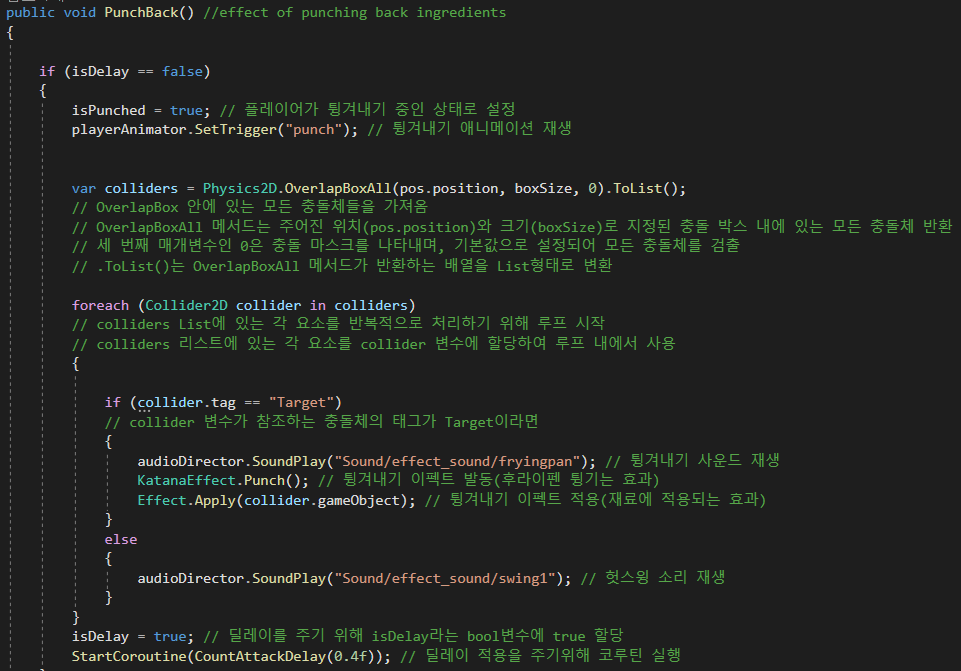 public void PunchBack() //effect of punching back ingredients
{
if (isDelay == false)
{
isPunched = true; // 플레이어가 튕겨내기 중인 상태로 설정
playerAnimator.SetTrigger("punch"); // 튕겨내기 애니메이션 재생
var colliders = Physics2D.OverlapBoxAll(pos.position, boxSize, 0).ToList();
// OverlapBox 안에 있는 모든 충돌체들을 가져옴
// OverlapBoxAll 메서드는 주어진 위치(pos.position)와 크기(boxSize)로 지정된 충돌 박스 내에 있는 모든 충돌체 반환
// 세 번째 매개변수인 0은 충돌 마스크를 나타내며, 기본값으로 설정되어 모든 충돌체를 검출
// .ToList()는 OverlapBoxAll 메서드가 반환하는 배열을 List형태로 변환
foreach (Collider2D collider in colliders)
// colliders List에 있는 각 요소를 반복적으로 처리하기 위해 루프 시작
// colliders 리스트에 있는 각 요소를 collider 변수에 할당하여 루프 내에서 사용
{
if (collider.tag == "Target")
// collider 변수가 참조하는 충돌체의 태그가 Target이라면
{
audioDirector.SoundPlay("Sound/effect_sound/fryingpan"); // 튕겨내기 사운드 재생
KatanaEffect.Punch(); // 튕겨내기 이펙트 발동(후라이펜 튕기는 효과)
Effect.Apply(collider.gameObject); // 튕겨내기 이펙트 적용(재료에 적용되는 효과)
}
else
{
audioDirector.SoundPlay("Sound/effect_sound/swing1"); // 헛스윙 소리 재생
}
}
isDelay = true; // 딜레이를 주기 위해 isDelay라는 bool변수에 true 할당
StartCoroutine(CountAttackDelay(0.4f)); // 딜레이 적용을 주기위해 코루틴 실행